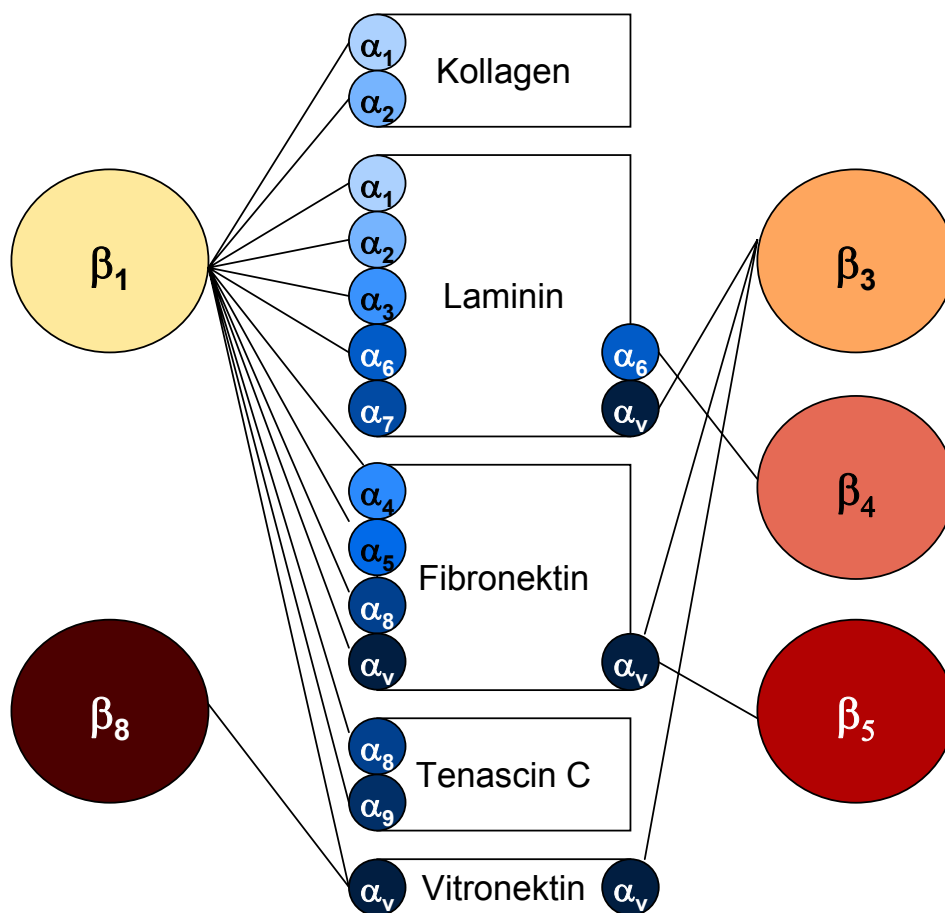 α₁
Kollagen
α₂
β₁
α₁
α₂
α₃
Laminin
α₆
α₇
α₆
αᵥ
β₃
β₄
α₄
α₅
Fibronektin
α₈
αᵥ
αᵥ
β₈
β₅
α₈
Tenascin C
α₉
αᵥ
Vitronektin
αᵥ